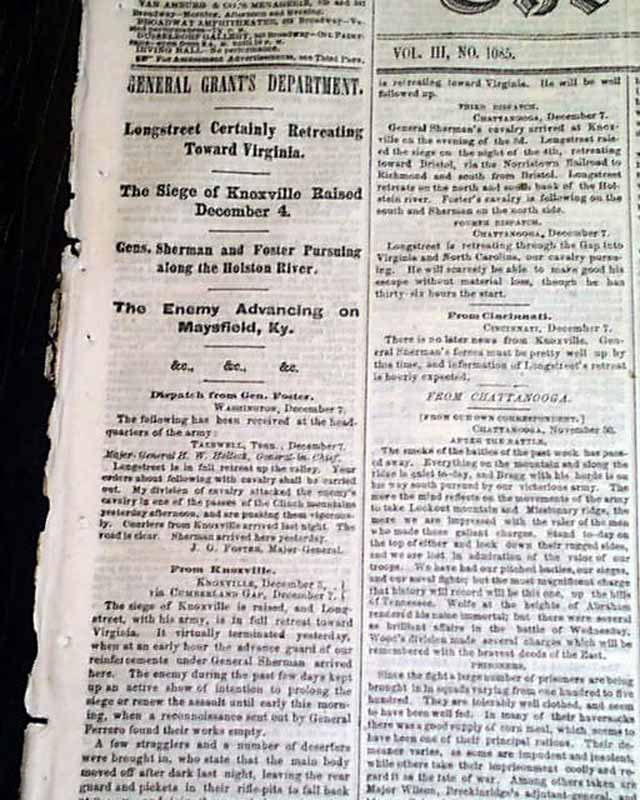 VAN AMBURG & CO.'S MENAGERIE,
Broadway—Morning, Afternoon and Evening.
BROADWAY AMPHITHEATRE, Broadway
DUSSELDORF GALLERY, Broadway—On
IRVING HALL—No performance.
For Amusement Advertisements, see Third Page.
GENERAL GRANT'S DEPARTMENT.
Longstreet Certainly Retreating
Toward Virginia.
The Siege of Knoxville Raised
December 4.
Gens. Sherman and Foster Pursuing
along the Holston River.
The Enemy Advancing on
Maysfield, Ky.
&c., &c., &c.
Dispatch from Gen. Foster.
WASHINGTON, December 7.
The following has been received at the head-
quarters of the army:
TAZEWELL, Tenn., December 7.
Major-General H. W. Halleck, General-in-Chief.
Longstreet is in full retreat up the valley. Your
orders about following with cavalry shall be carried
out. My division of cavalry attacked the enemy's
cavalry in one of the passes of the Clinch mountains
yesterday afternoon, and are pushing them vigorous-
ly. Couriers from Knoxville arrived last night. The
road is clear. Sherman arrived here yesterday.
J. G. FOSTER, Major-General.
From Knoxville.
KNOXVILLE, December 5,
via CUMBERLAND GAP, December 7.
The siege of Knoxville is raised, and Long-
street, with his army, is in full retreat toward
Virginia. It virtually terminated yesterday,
when at an early hour the advance guard of our
reinforcements under General Sherman arrived
here. The enemy during the past few days kept
up an active show of intention to prolong the
siege or renew the assault until early this morn-
ing, when a reconnoissance sent out by General
Ferrero found their works empty.
A few stragglers and a number of deserters
were brought in, who state that the main body
moved off after dark last night, leaving the rear
guard and pickets in their rifle-pits to fall back
VOL. III, NO. 1085.
is retreating toward Virginia. He will be well
followed up.
THIRD DISPATCH.
CHATTANOOGA, December 7.
General Sherman's cavalry arrived at Knox-
ville on the evening of the 3d. Longstreet rais-
ed the siege on the night of the 4th, retreating
toward Bristol, via the Norristown Railroad to
Richmond and south from Bristol. Longstreet
retreats on the north and south bank of the Hol-
stein river. Foster's cavalry is following on the
south and Sherman on the north side.
FOURTH DISPATCH.
CHATTANOOGA, December 7.
Longstreet is retreating through the Gap into
Virginia and North Carolina, our cavalry pursu-
ing. He will scarcely be able to make good his
escape without material loss, though he has
thirty-six hours the start.
From Cincinnati.
CINCINNATI, December 7.
There is no later news from Knoxville. Gen-
eral Sherman's forces must be pretty well up by
this time, and information of Longstreet's retreat
is hourly expected.
FROM CHATTANOOGA.
[FROM OUR OWN CORRESPONDENT.]
CHATTANOOGA, November 30.
AFTER THE BATTLE.
The smoke of the battles of the past week has pass-
ed away. Everything on the mountain and along the
ridge is quiet to-day, and Bragg with his hordes is on
his way south pursued by our victorious army. The
more the mind reflects on the movements of the army
to take Lookout mountain and Missionary ridge, the
more we are impressed with the valor of the men
who made those gallant charges. Stand to-day on
the top of either and look down their rugged sides,
and we are lost in admiration of the valor of our
troops. We have had our pitched battles, our sieges,
and our naval fights; but the most magnificent charge
that history will record will be this one, up the hills
of Tennessee. Wolfe at the heights of Abraham
rendered his name immortal; but there were several
as brilliant affairs in the battle of Wednesday.
Wood's division made several charges which will be
remembered with the bravest deeds of the East.
PRISONERS.
Since the fight a large number of prisoners are being
brought in in squads varying from one hundred to five
hundred. They are tolerably well clothed, and seem
to have been well fed. In many of their haversacks
there was a good supply of corn meal, which seems to
have been one of their principal rations. Their de-
meanor varies, as some are impudent and insolent,
while others take their imprisonment coolly and re-
gard it as the fate of war. Among others taken are
Major Wilson, Breckinridge's adjutant-general, and